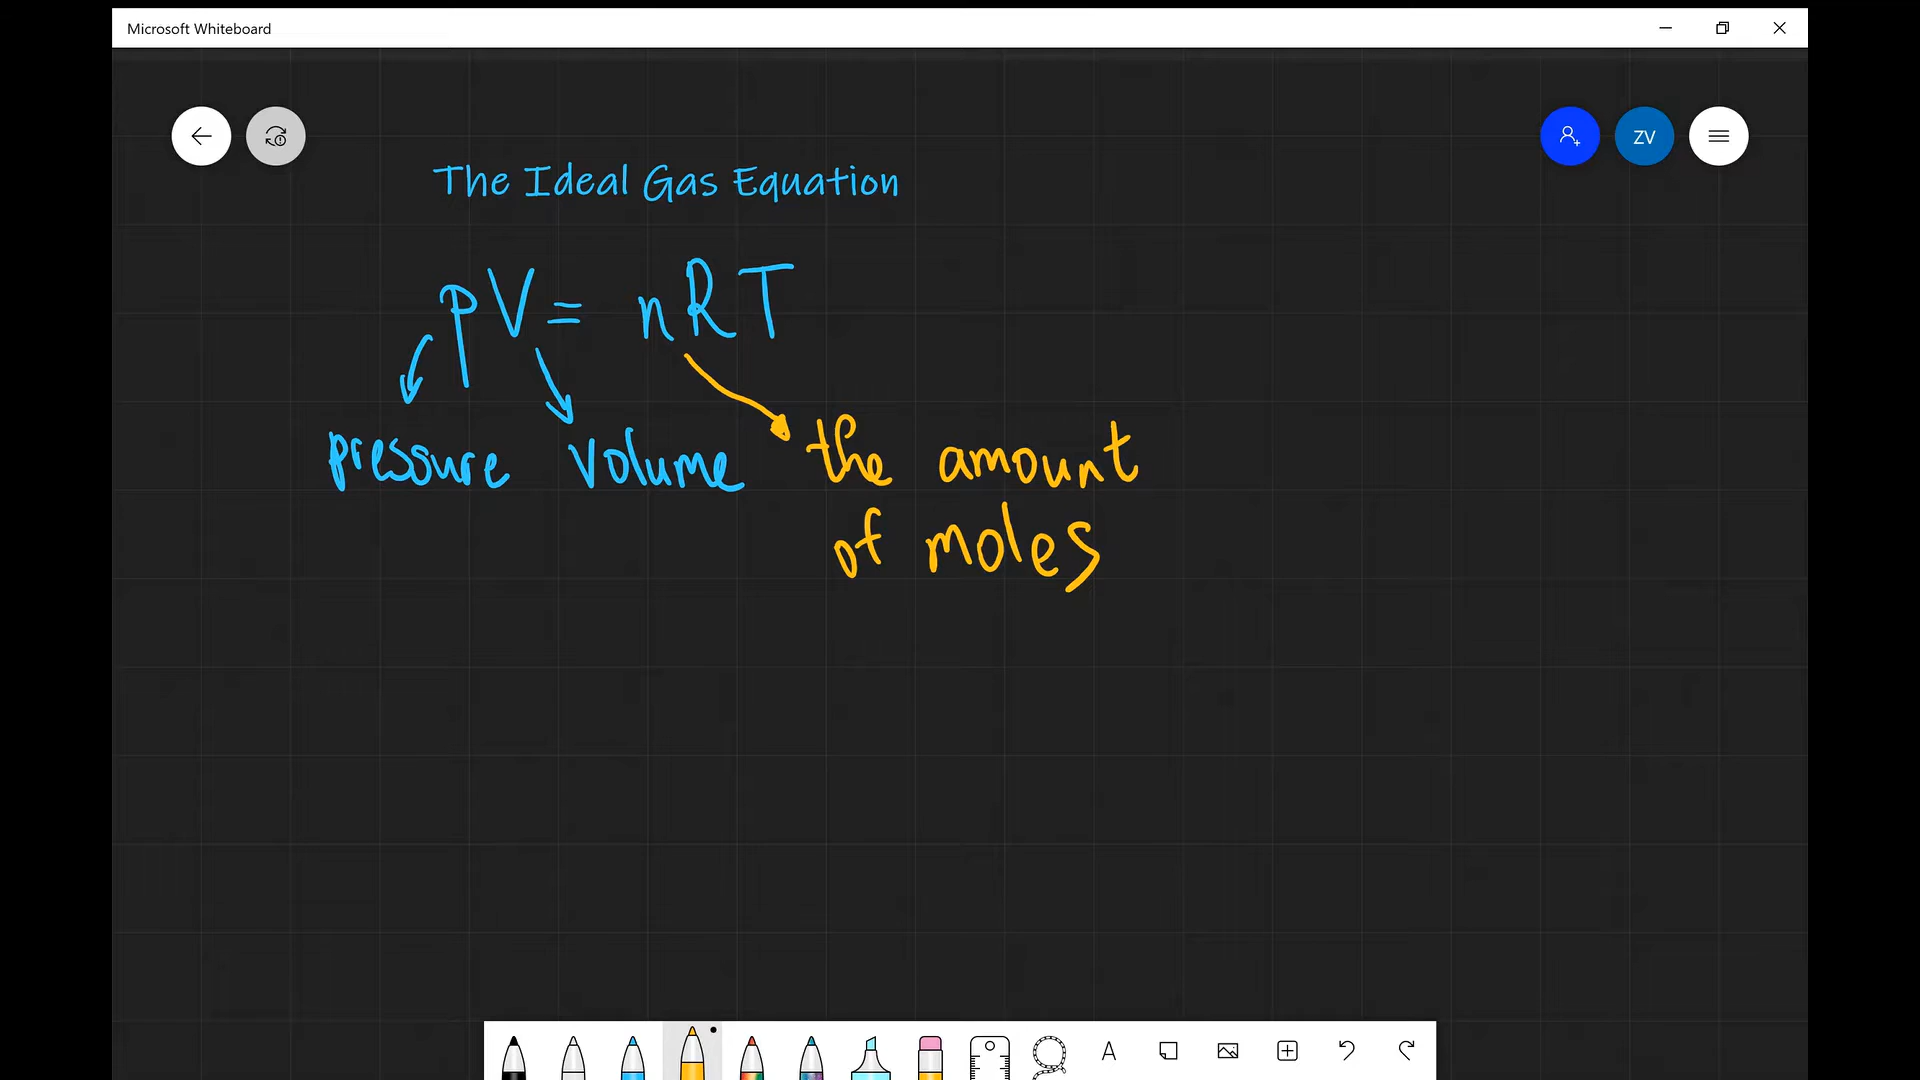 Microsoft Whiteboard
ZV
The Ideal Gas Equation
pV = nRT
pressure volume the amount
of moles
A